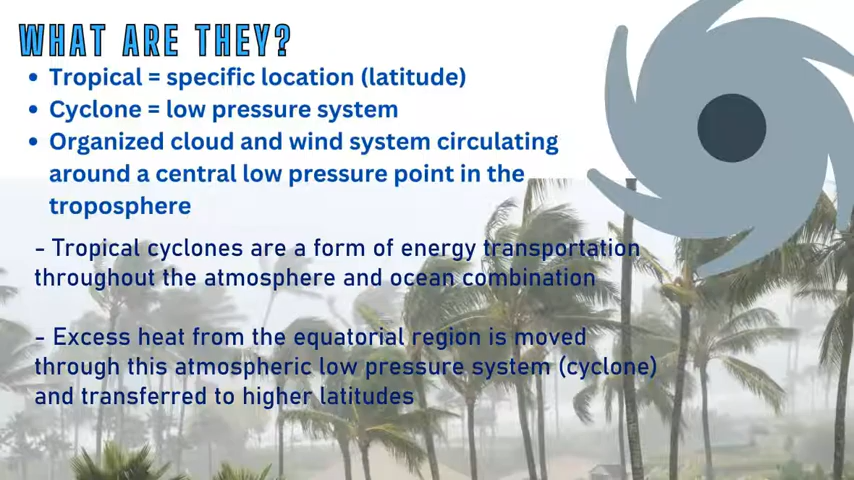 WHAT ARE THEY?
• Tropical = specific location (latitude)
• Cyclone = low pressure system
• Organized cloud and wind system circulating
around a central low pressure point in the
troposphere
- Tropical cyclones are a form of energy transportation
throughout the atmosphere and ocean combination
- Excess heat from the equatorial region is moved
through this atmospheric low pressure system (cyclone)
and transferred to higher latitudes